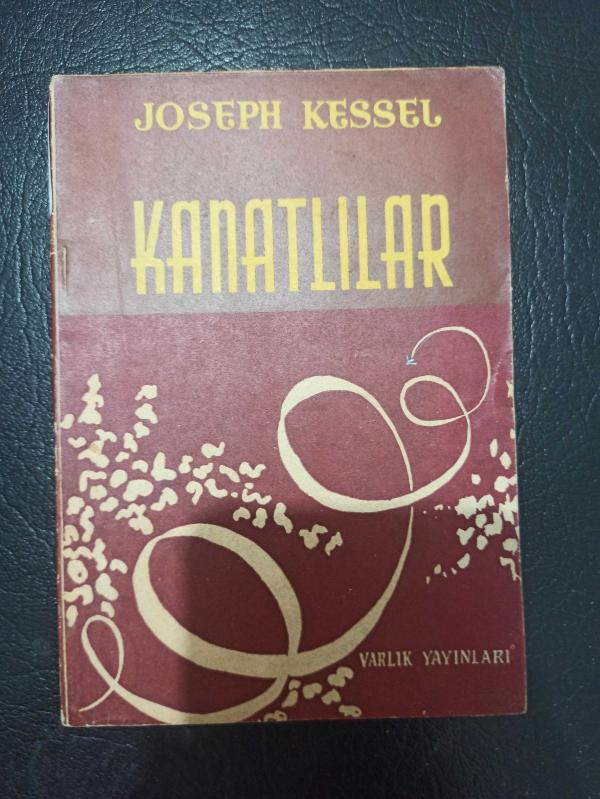 JOSEPH KESSEL
KANATLILAR
VARLIK YAYINLARI